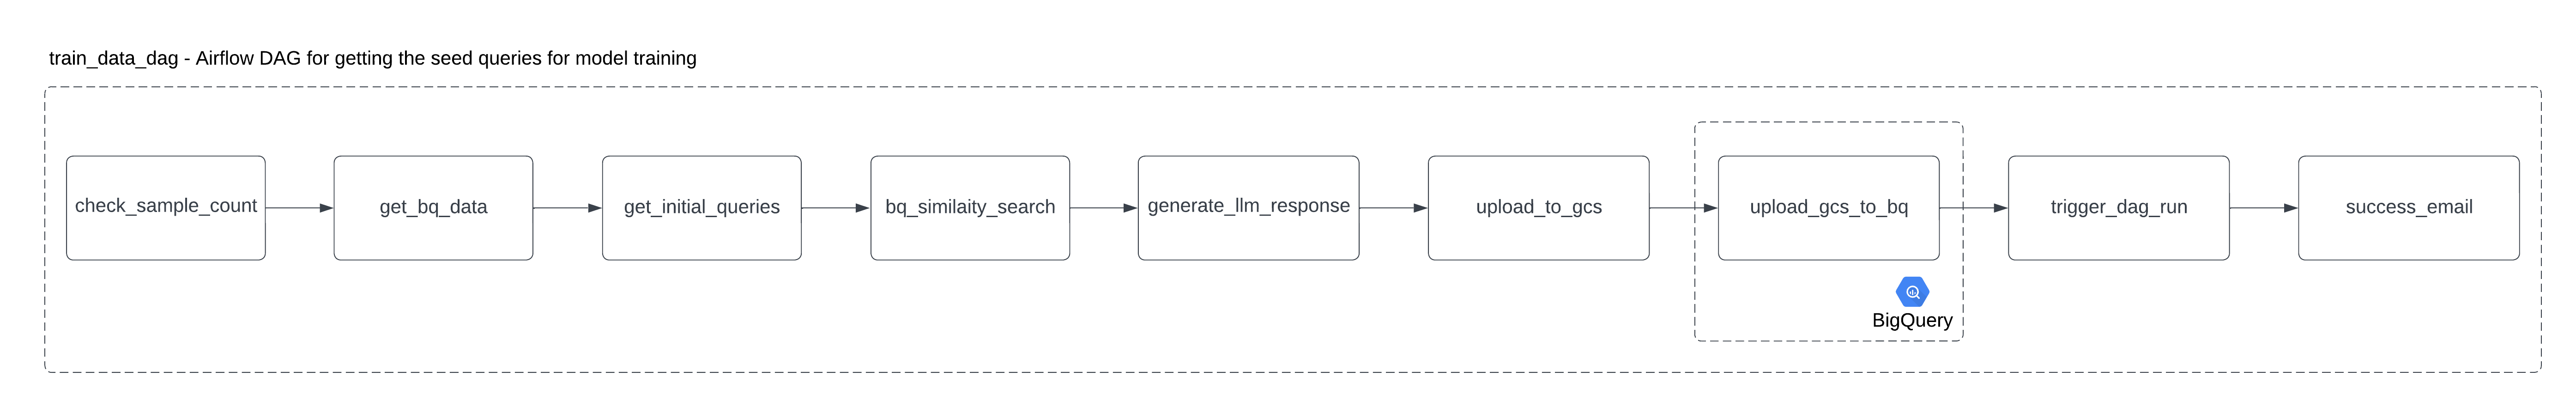 train_data_dag - Airflow DAG for getting the seed queries for model training
check_sample_count
get_bq_data
get_initial_queries
bq_similaity_search
generate_llm_response
upload_to_gcs
upload_gcs_to_bq
trigger_dag_run
success_email
BigQuery